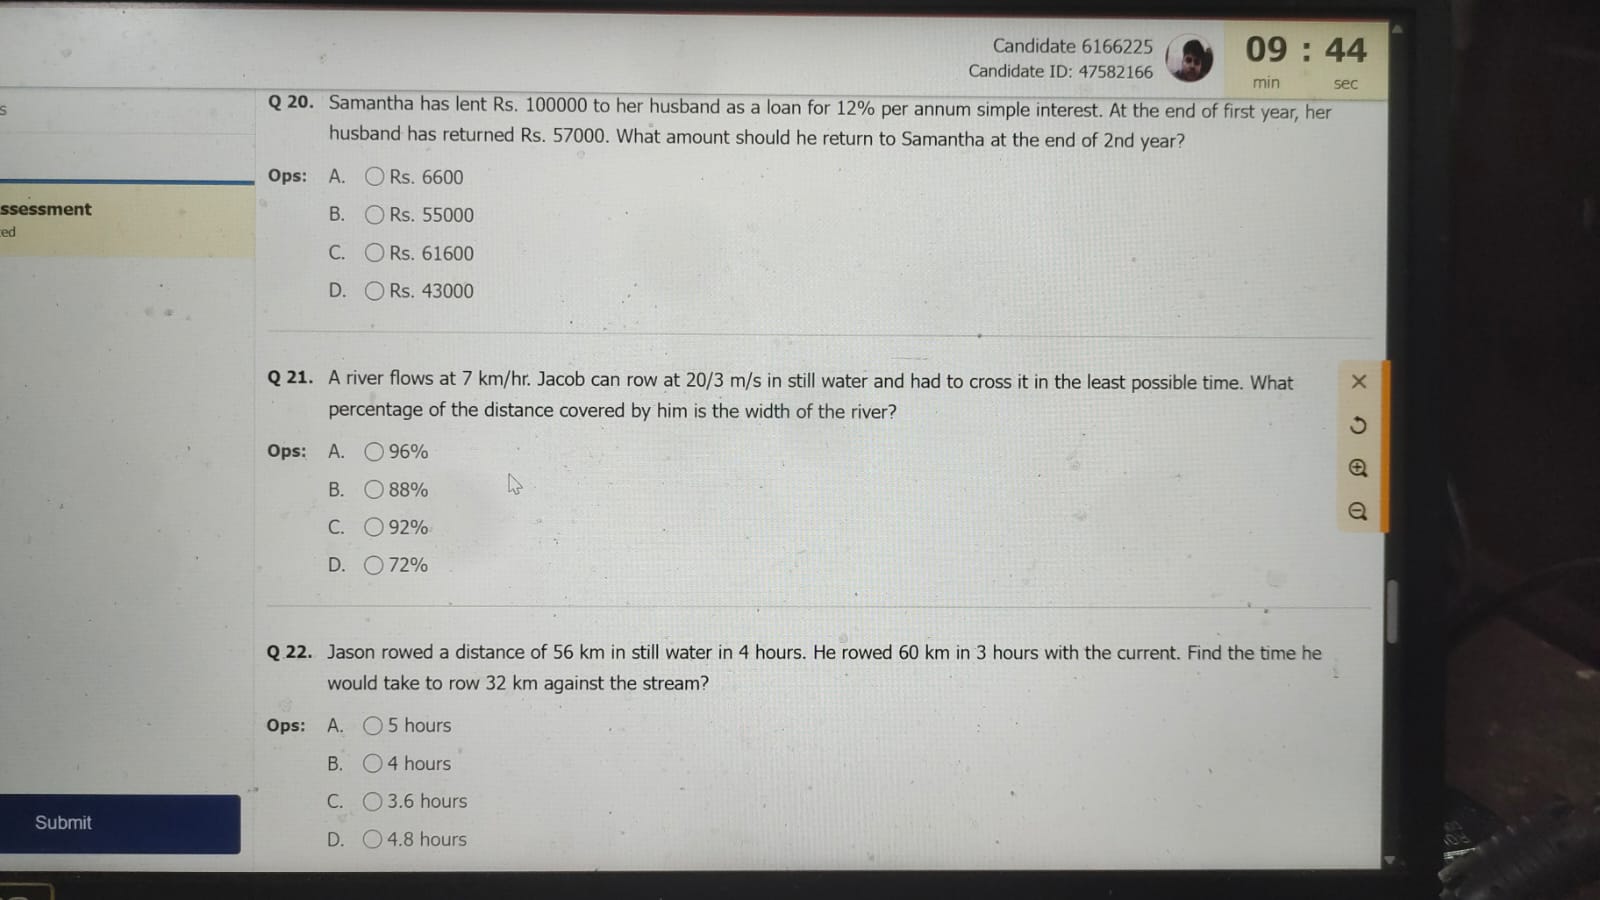 Candidate 6166225
Candidate ID: 47582166
09 : 44
min sec
s
Q 20. Samantha has lent Rs. 100000 to her husband as a loan for 12% per annum simple interest. At the end of first year, her
husband has returned Rs. 57000. What amount should he return to Samantha at the end of 2nd year?
Ops: A. Rs. 6600
B. Rs. 55000
C. Rs. 61600
D. Rs. 43000
ssessment
ed
Q 21. A river flows at 7 km/hr. Jacob can row at 20/3 m/s in still water and had to cross it in the least possible time. What
percentage of the distance covered by him is the width of the river?
Ops: A. 96%
B. 88%
C. 92%
D. 72%
Q 22. Jason rowed a distance of 56 km in still water in 4 hours. He rowed 60 km in 3 hours with the current. Find the time he
would take to row 32 km against the stream?
Ops: A. 5 hours
B. 4 hours
C. 3.6 hours
D. 4.8 hours
Submit